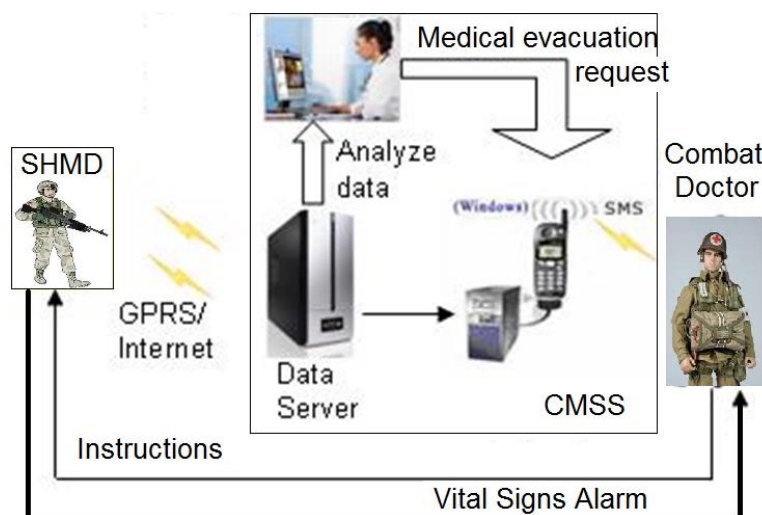 Medical evacuation
request
SHMD
Combat
Doctor
Analyze
data
(Windows)
SMS
GPRS/
Internet
Data
Server
CMSS
Instructions
Vital Signs Alarm